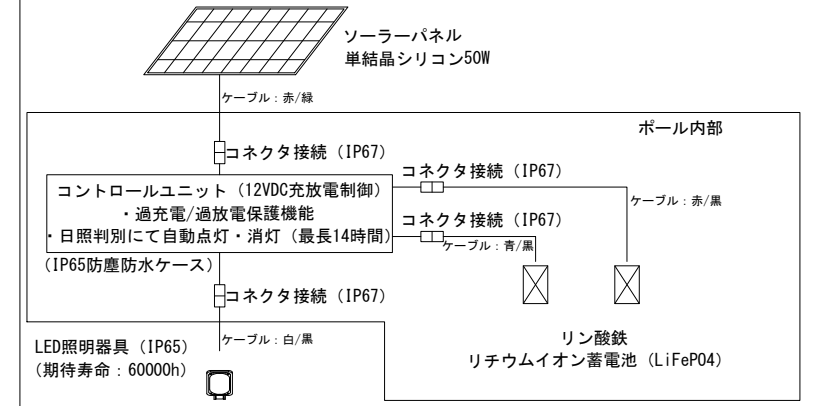 ソーラーパネル
単結晶シリコン50W
ケーブル：赤/緑
ポール内部
コネクタ接続（IP67）
コネクタ接続（IP67）
コントロールユニット（12VDC充放電制御）
・過充電/過放電保護機能
・日照判別にて自動点灯・消灯（最長14時間）
ケーブル：赤/黒
コネクタ接続（IP67）
ケーブル：青/黒
（IP65防塵防水ケース）
コネクタ接続（IP67）
ケーブル：白/黒
リン酸鉄
リチウムイオン蓄電池（LiFePO4）
LED照明器具（IP65）
（期待寿命：60000h）